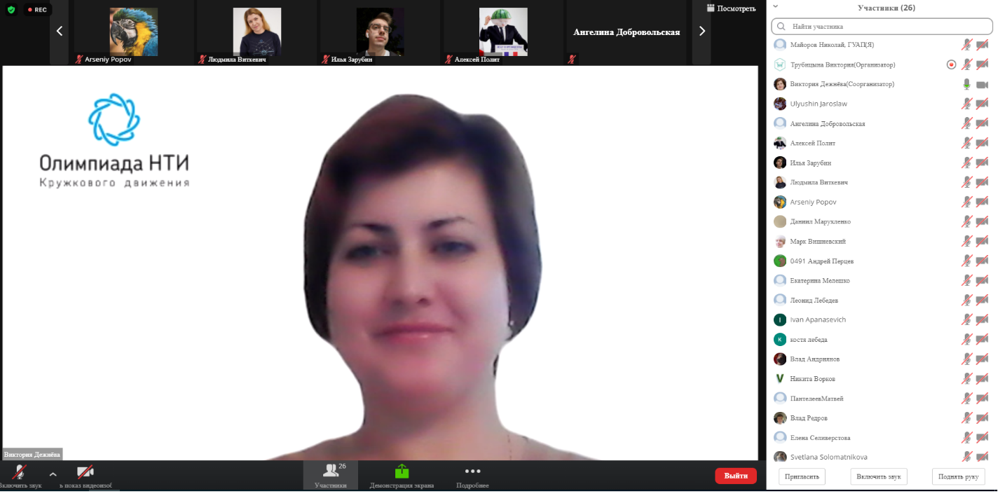 REC
Посмотреть
Arseniy Popov
Людмила Виткевич
Илья Зарубин
Алексей Полит
Ангелина Добровольская
Олимпиада НТИ
Кружкового движения
Виктория Дежнёва
Включить звук
ь показ видеоизоб
26
Участники
Демонстрация экрана
Подробнее
Выйти
Участники (26)
Найти участника
Майоров Николай, ГУАП(Я)
Трубицына Виктория(Организатор)
Виктория Дежнёва(Соорганизатор)
Ulyushin Jaroslaw
Ангелина Добровольская
Алексей Полит
Илья Зарубин
Людмила Виткевич
Arseniy Popov
Даниил Марухленко
Марк Вишневский
0491 Андрей Перцев
Екатерина Мелешко
Леонид Лебедев
I Ivan Apanasevich
К костя лебеда
Влад Андриянов
V Никита Ворков
ПантелеевМатвей
Влад Редров
Елена Селиверстова
Svetlana Solomatnikova
Пригласить
Включить звук
Поднять руку